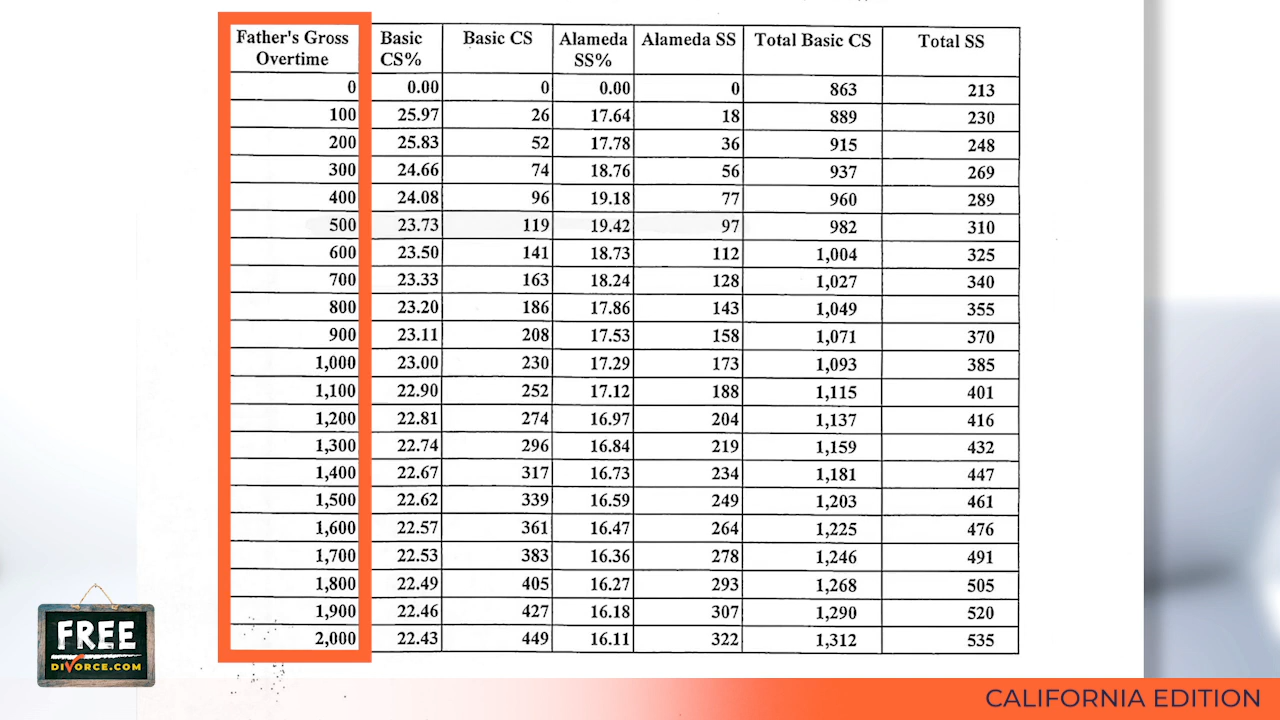 Father's Gross Overtime Basic CS% Basic CS Alameda SS% Alameda SS Total Basic CS Total SS
0 0.00 0 0.00 0 863 213
100 25.97 26 17.64 18 889 230
200 25.83 52 17.78 36 915 248
300 24.66 74 18.76 56 937 269
400 24.08 96 19.18 77 960 289
500 23.73 119 19.42 97 982 310
600 23.50 141 18.73 112 1,004 325
700 23.33 163 18.24 128 1,027 340
800 23.20 186 17.86 143 1,049 355
900 23.11 208 17.53 158 1,071 370
1,000 23.00 230 17.29 173 1,093 385
1,100 22.90 252 17.12 188 1,115 401
1,200 22.81 274 16.97 204 1,137 416
1,300 22.74 296 16.84 219 1,159 432
1,400 22.67 317 16.73 234 1,181 447
1,500 22.62 339 16.59 249 1,203 461
1,600 22.57 361 16.47 264 1,225 476
1,700 22.53 383 16.36 278 1,246 491
1,800 22.49 405 16.27 293 1,268 505
1,900 22.46 427 16.18 307 1,290 520
2,000 22.43 449 16.11 322 1,312 535
FREE
DIVORCE.COM
CALIFORNIA EDITION